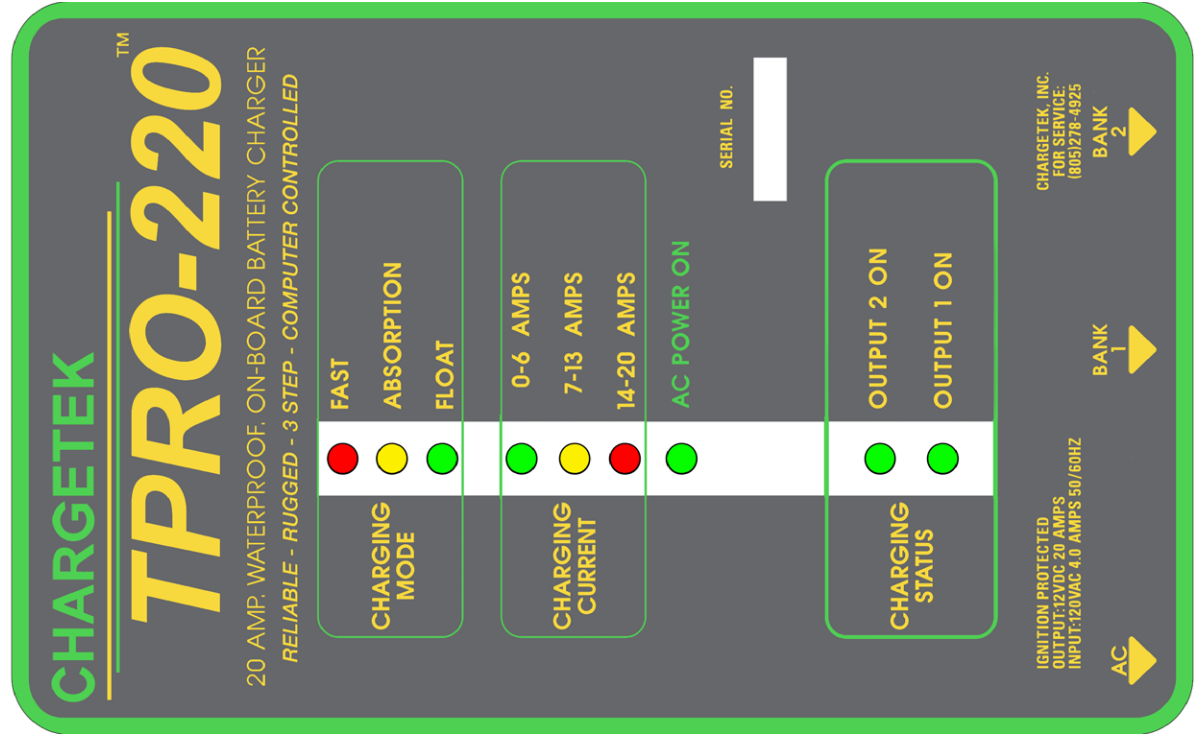 CHARGETEK
TPRO-220™
20 AMP, WATERPROOF, ON-BOARD BATTERY CHARGER
RELIABLE - RUGGED - 3 STEP - COMPUTER CONTROLLED
CHARGING
MODE
FAST
ABSORPTION
FLOAT
CHARGING
CURRENT
0-6 AMPS
7-13 AMPS
14-20 AMPS
AC POWER ON
SERIAL NO.
CHARGING
STATUS
OUTPUT 2 ON
OUTPUT 1 ON
IGNITION PROTECTED
OUTPUT:12VDC 20 AMPS
INPUT:120VAC 4.0 AMPS 50/60HZ
CHARGETEK, INC.
FOR SERVICE:
(805)278-4925
AC
BANK
1
BANK
2